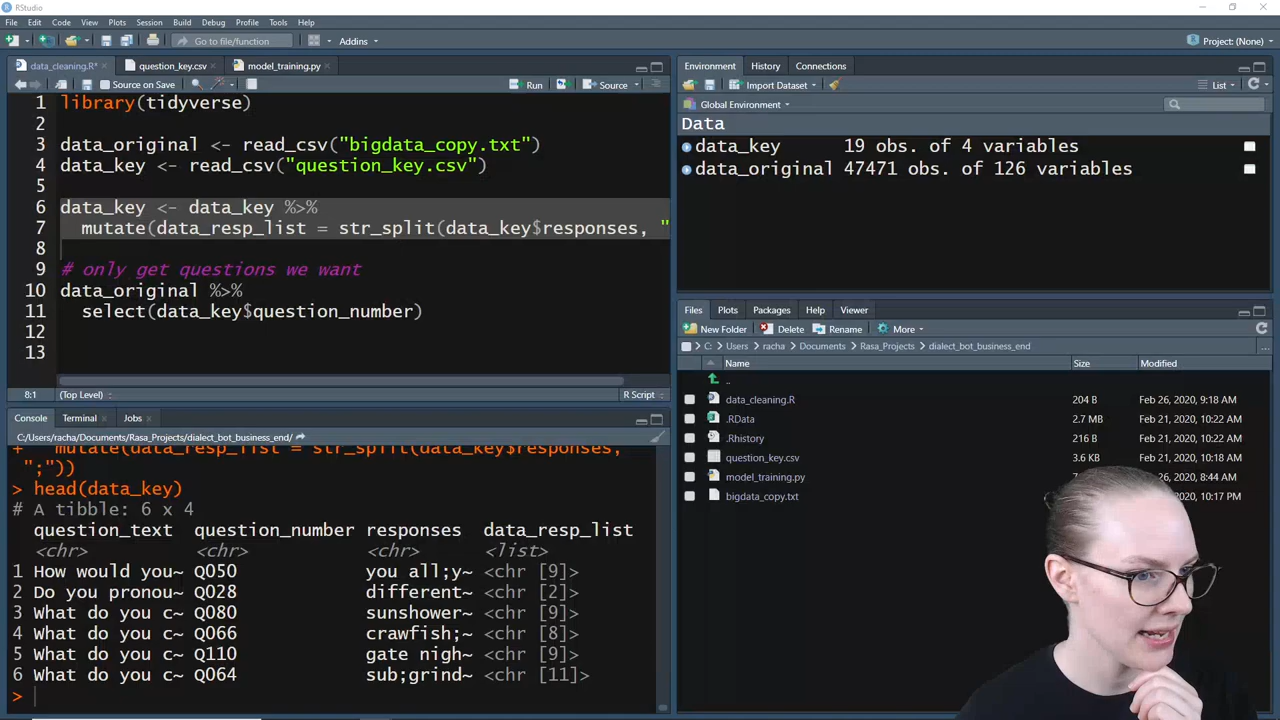 RStudio
File Edit Code View Plots Session Build Debug Profile Tools Help
Go to file/function Addins Project: (None)
data_cleaning.R* question_key.csv model_training.py
Source on Save Run Source
1 library(tidyverse)
2
3 data_original <- read_csv("bigdata_copy.txt")
4 data_key <- read_csv("question_key.csv")
5
6 data_key <- data_key %>%
7 mutate(data_resp_list = str_split(data_key$responses, "
8
9 # only get questions we want
10 data_original %>%
11 select(data_key$question_number)
12
13
8:1 (Top Level) R Script
Console Terminal Jobs
C:/Users/racha/Documents/Rasa_Projects/dialect_bot_business_end/
+ mutate(data_resp_list = str_split(data_key$responses,
";"))
> head(data_key)
# A tibble: 6 x 4
question_text question_number responses data_resp_list
<chr> <chr> <chr> <list>
1 How would you~ Q050 you all;y~ <chr [9]>
2 Do you pronou~ Q028 different~ <chr [2]>
3 What do you c~ Q080 sunshower~ <chr [9]>
4 What do you c~ Q066 crawfish;~ <chr [8]>
5 What do you c~ Q110 gate nigh~ <chr [9]>
6 What do you c~ Q064 sub;grind~ <chr [11]>
>
Environment History Connections
Import Dataset List
Global Environment
Data
data_key 19 obs. of 4 variables
data_original 47471 obs. of 126 variables
Files Plots Packages Help Viewer
New Folder Delete Rename More
C: Users racha Documents Rasa_Projects dialect_bot_business_end ...
Name Size Modified
..
data_cleaning.R 204 B Feb 26, 2020, 9:18 AM
.RData 2.7 MB Feb 21, 2020, 10:22 AM
.Rhistory 216 B Feb 21, 2020, 10:22 AM
question_key.csv 3.6 KB Feb 21, 2020, 10:18 AM
model_training.py 2020, 8:44 AM
bigdata_copy.txt 2020, 10:17 PM